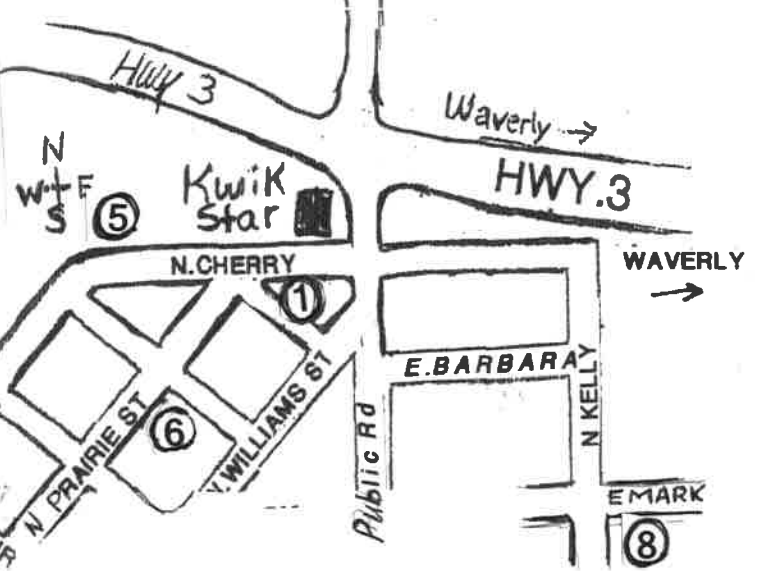 Hwy 3
Waverly →
HWY.3
N
W E
S
5
Kwik
Star
N.CHERRY
WAVERLY
→
1
E.BARBARA
N KELLY
6
N PRAIRIE ST
WILLIAMS ST
Public Rd
E MARK
8
R